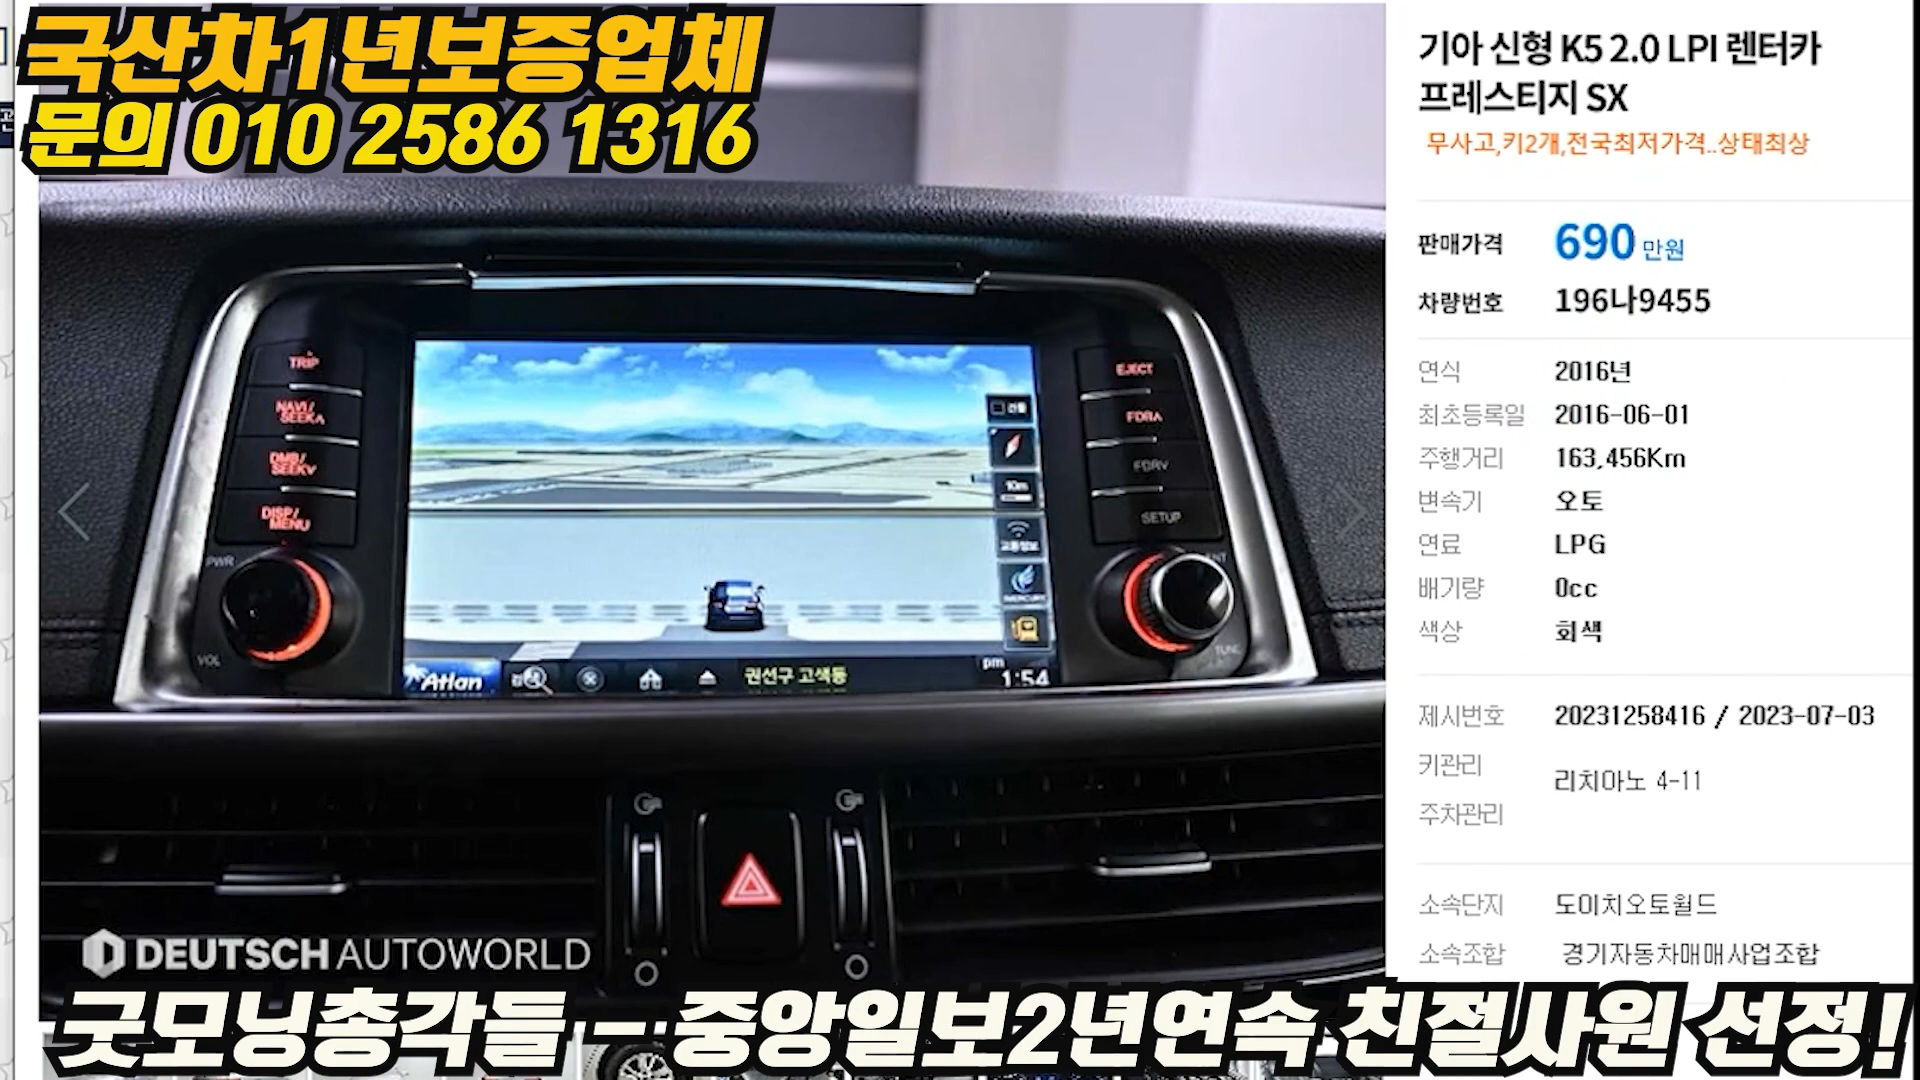 국산차1년보증업체
문의 010 2586 1316
TRIP
NAVI/
SEEK∧
DMB/
SEEK∨
DISP/
MENU
PWR
VOL
EJECT
FDR∧
FDR∨
SETUP
TUNE
10m
교통정보
Atlan
권선구 고색동
pm
1:54
DEUTSCH AUTOWORLD
기아 신형 K5 2.0 LPI 렌터카
프레스티지 SX
무사고,키2개,전국최저가격..상태최상
판매가격 690 만원
차량번호 196나9455
연식 2016년
최초등록일 2016-06-01
주행거리 163,456Km
변속기 오토
연료 LPG
배기량 0cc
색상 회색
제시번호 20231258416 / 2023-07-03
키관리
리치마노 4-11
주차관리
소속단지 도이치오토월드
소속조합 경기자동차매매사업조합
굿모닝총각들 - 중앙일보2년연속 친절사원 선정!